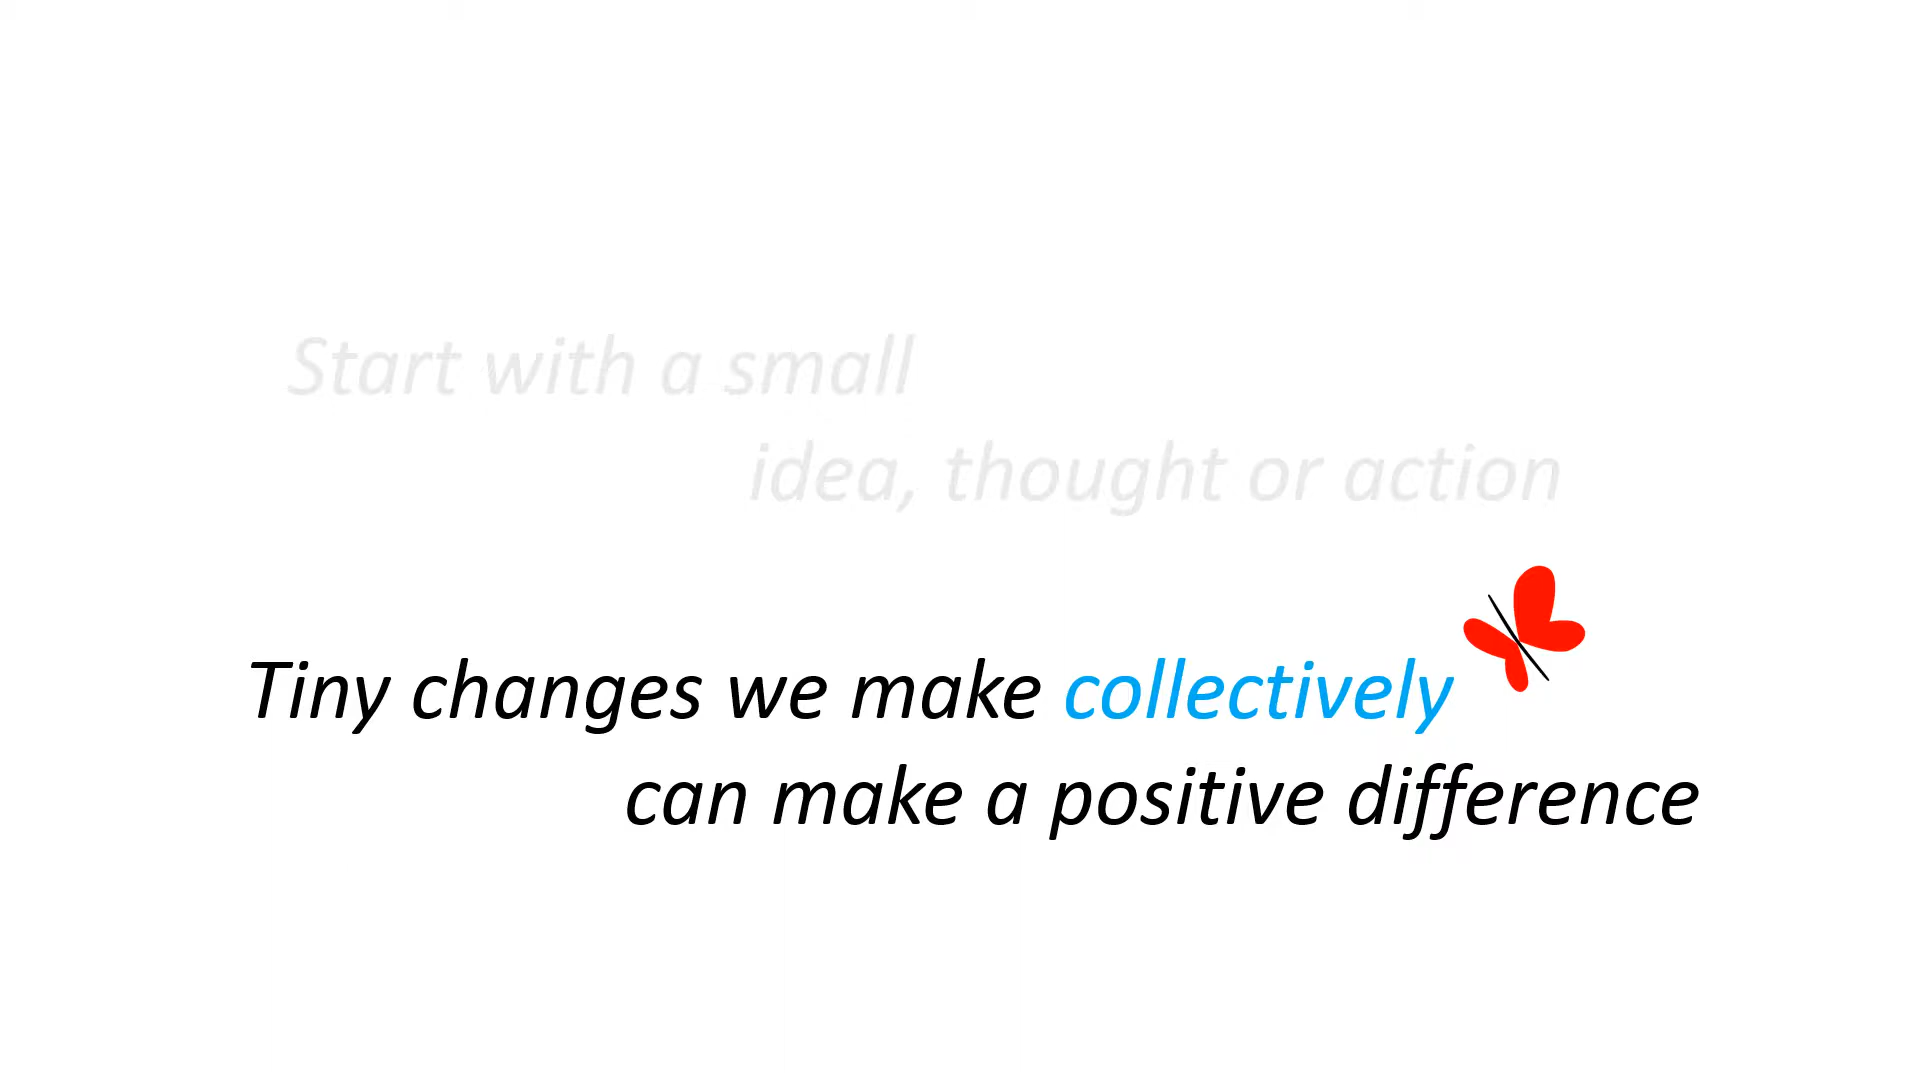 Start with a small
idea, thought or action
Tiny changes we make collectively
can make a positive difference